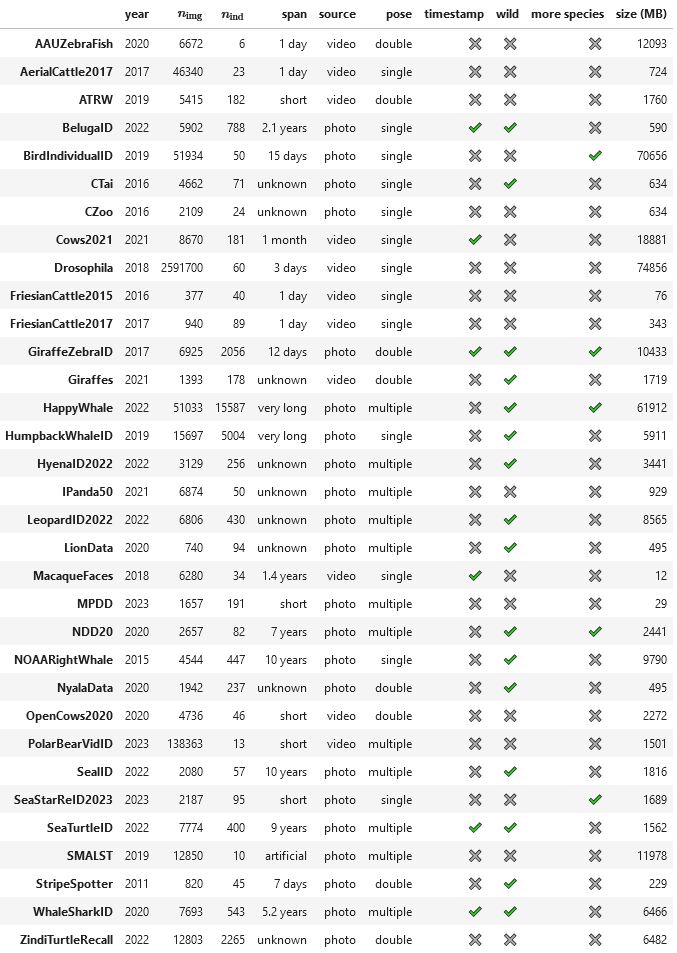 year n_img n_ind span source pose timestamp wild more species size (MB)
AAUZebraFish 2020 6672 6 1 day video double ✖ ✖ ✖ 12093
AerialCattle2017 2017 46340 23 1 day video single ✖ ✖ ✖ 724
ATRW 2019 5415 182 short video double ✖ ✖ ✖ 1760
BelugaID 2022 5902 788 2.1 years photo single ✔ ✔ ✖ 590
BirdIndividualID 2019 51934 50 15 days photo single ✖ ✖ ✔ 70656
CTai 2016 4662 71 unknown photo single ✖ ✔ ✖ 634
CZoo 2016 2109 24 unknown photo single ✖ ✖ ✖ 634
Cows2021 2021 8670 181 1 month video single ✔ ✖ ✖ 18881
Drosophila 2018 2591700 60 3 days video single ✖ ✖ ✖ 74856
FriesianCattle2015 2016 377 40 1 day video single ✖ ✖ ✖ 76
FriesianCattle2017 2017 940 89 1 day video single ✖ ✖ ✖ 343
GiraffeZebraID 2017 6925 2056 12 days photo double ✔ ✔ ✔ 10433
Giraffes 2021 1393 178 unknown video double ✖ ✔ ✖ 1719
HappyWhale 2022 51033 15587 very long photo multiple ✖ ✔ ✔ 61912
HumpbackWhaleID 2019 15697 5004 very long photo single ✖ ✔ ✖ 5911
HyenaID2022 2022 3129 256 unknown photo multiple ✖ ✔ ✖ 3441
IPanda50 2021 6874 50 unknown photo multiple ✖ ✖ ✖ 929
LeopardID2022 2022 6806 430 unknown photo multiple ✖ ✔ ✖ 8565
LionData 2020 740 94 unknown photo multiple ✖ ✔ ✖ 495
MacaqueFaces 2018 6280 34 1.4 years video single ✔ ✖ ✖ 12
MPDD 2023 1657 191 short photo multiple ✖ ✖ ✖ 29
NDD20 2020 2657 82 7 years photo multiple ✖ ✔ ✔ 2441
NOAARightWhale 2015 4544 447 10 years photo single ✖ ✔ ✖ 9790
NyalaData 2020 1942 237 unknown photo double ✖ ✔ ✖ 495
OpenCows2020 2020 4736 46 short video double ✖ ✖ ✖ 2272
PolarBearVidID 2023 138363 13 short video multiple ✖ ✖ ✖ 1501
SealID 2022 2080 57 10 years photo multiple ✖ ✔ ✖ 1816
SeaStarReID2023 2023 2187 95 short photo single ✖ ✖ ✔ 1689
SeaTurtleID 2022 7774 400 9 years photo multiple ✔ ✔ ✖ 1562
SMALST 2019 12850 10 artificial photo multiple ✖ ✖ ✖ 11978
StripeSpotter 2011 820 45 7 days photo double ✖ ✔ ✖ 229
WhaleSharkID 2020 7693 543 5.2 years photo multiple ✔ ✔ ✖ 6466
ZindiTurtleRecall 2022 12803 2265 unknown photo double ✖ ✖ ✖ 6482